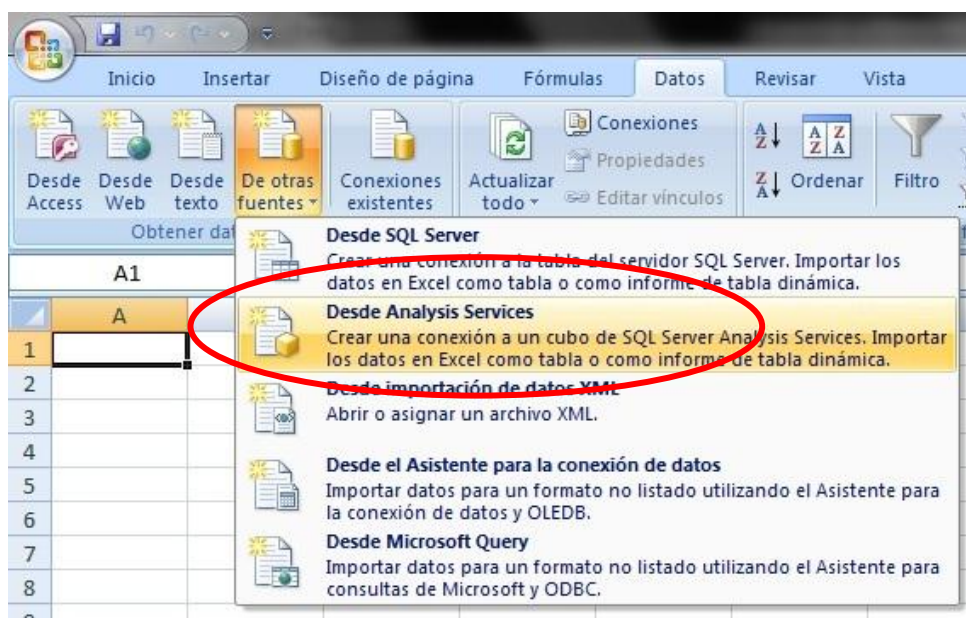 Inicio Insertar Diseño de página Fórmulas Datos Revisar Vista
Desde Access
Desde Web
Desde texto
De otras fuentes
Conexiones existentes
Actualizar todo
Conexiones
Propiedades
Editar vínculos
Ordenar
Filtro
Obtener dat
A1
A
1
2
3
4
5
6
7
8
Desde SQL Server
Crear una conexión a la tabla del servidor SQL Server. Importar los
datos en Excel como tabla o como informe de tabla dinámica.
Desde Analysis Services
Crear una conexión a un cubo de SQL Server Analysis Services. Importar
los datos en Excel como tabla o como informe de tabla dinámica.
Desde importación de datos XML
Abrir o asignar un archivo XML.
Desde el Asistente para la conexión de datos
Importar datos para un formato no listado utilizando el Asistente para
la conexión de datos y OLEDB.
Desde Microsoft Query
Importar datos para un formato no listado utilizando el Asistente para
consultas de Microsoft y ODBC.